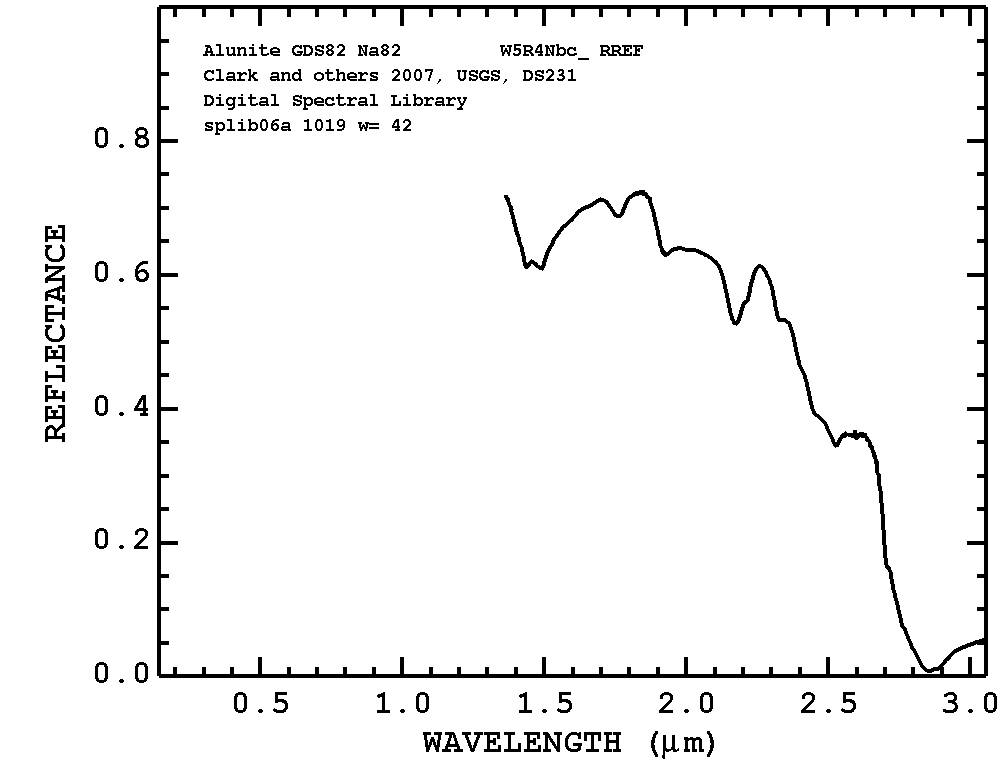 Alunite GDS82 Na82 W5R4Nbc_ RREF
Clark and others 2007, USGS, DS231
Digital Spectral Library
splib06a 1019 w= 42
0.8
0.6
0.4
0.2
0.0
REFLECTANCE
0.5 1.0 1.5 2.0 2.5 3.0
WAVELENGTH (μm)